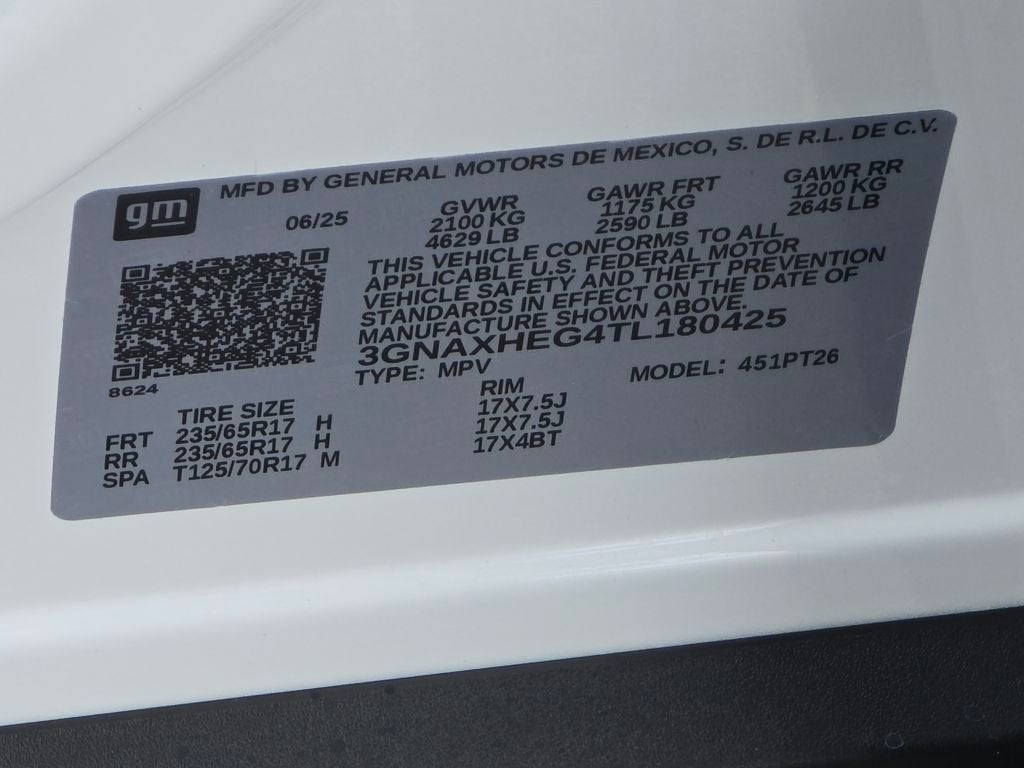 gm
MFD BY GENERAL MOTORS DE MEXICO, S. DE R.L. DE C.V.
06/25
GVWR
2100 KG
4629 LB
GAWR FRT
1175 KG
2590 LB
GAWR RR
1200 KG
2645 LB
THIS VEHICLE CONFORMS TO ALL
APPLICABLE U.S. FEDERAL MOTOR
VEHICLE SAFETY AND THEFT PREVENTION
STANDARDS IN EFFECT ON THE DATE OF
MANUFACTURE SHOWN ABOVE.
3GNAXHEG4TL180425
TYPE: MPV
MODEL: 451PT26
8624
TIRE SIZE
RIM
FRT 235/65R17 H 17X7.5J
RR 235/65R17 H 17X7.5J
SPA T125/70R17 M 17X4BT